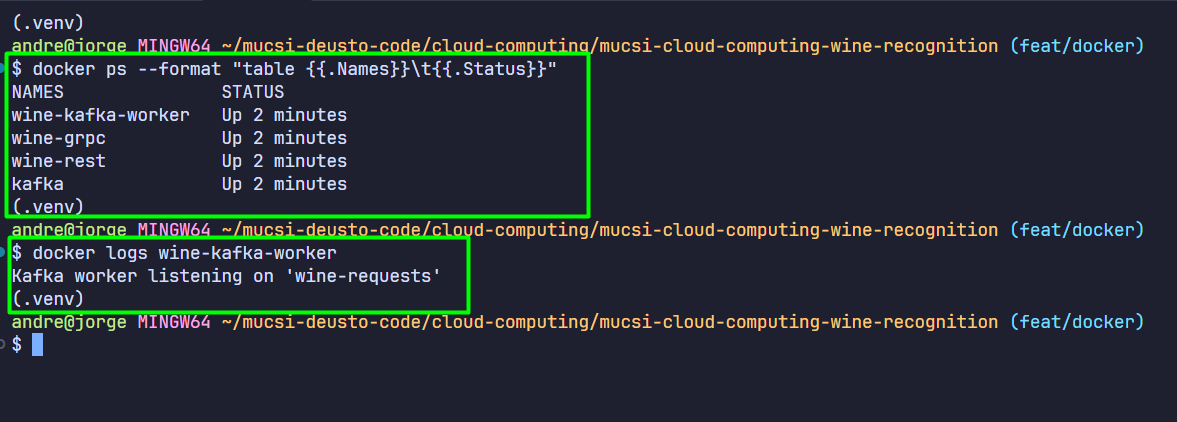 (.venv)
andre@jorge MINGW64 ~/mucsi-deusto-code/cloud-computing/mucsi-cloud-computing-wine-recognition (feat/docker)
$ docker ps --format "table {{.Names}}\t{{.Status}}"
NAMES               STATUS
wine-kafka-worker   Up 2 minutes
wine-grpc           Up 2 minutes
wine-rest           Up 2 minutes
kafka               Up 2 minutes
(.venv)
andre@jorge MINGW64 ~/mucsi-deusto-code/cloud-computing/mucsi-cloud-computing-wine-recognition (feat/docker)
$ docker logs wine-kafka-worker
Kafka worker listening on 'wine-requests'
(.venv)
andre@jorge MINGW64 ~/mucsi-deusto-code/cloud-computing/mucsi-cloud-computing-wine-recognition (feat/docker)
$